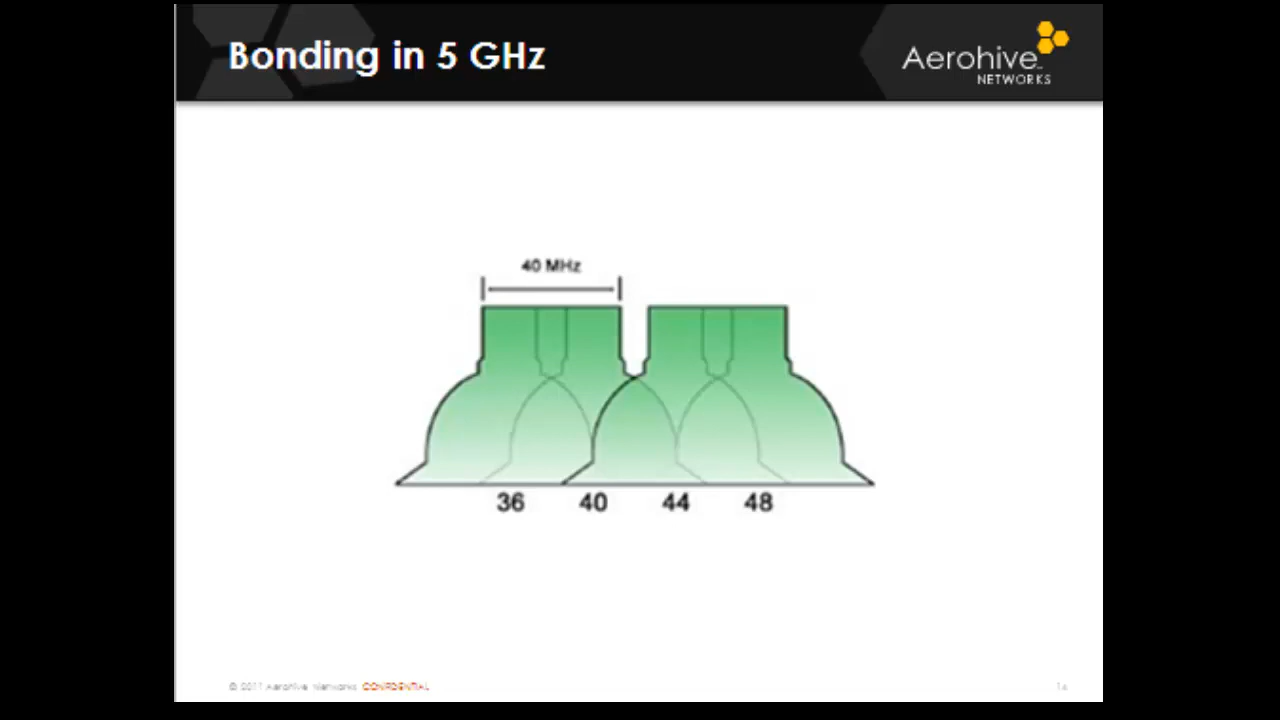 Bonding in 5 GHz
Aerohive
NETWORKS
40 MHz
36 40 44 48
© 2011 Aerohive Networks CONFIDENTIAL